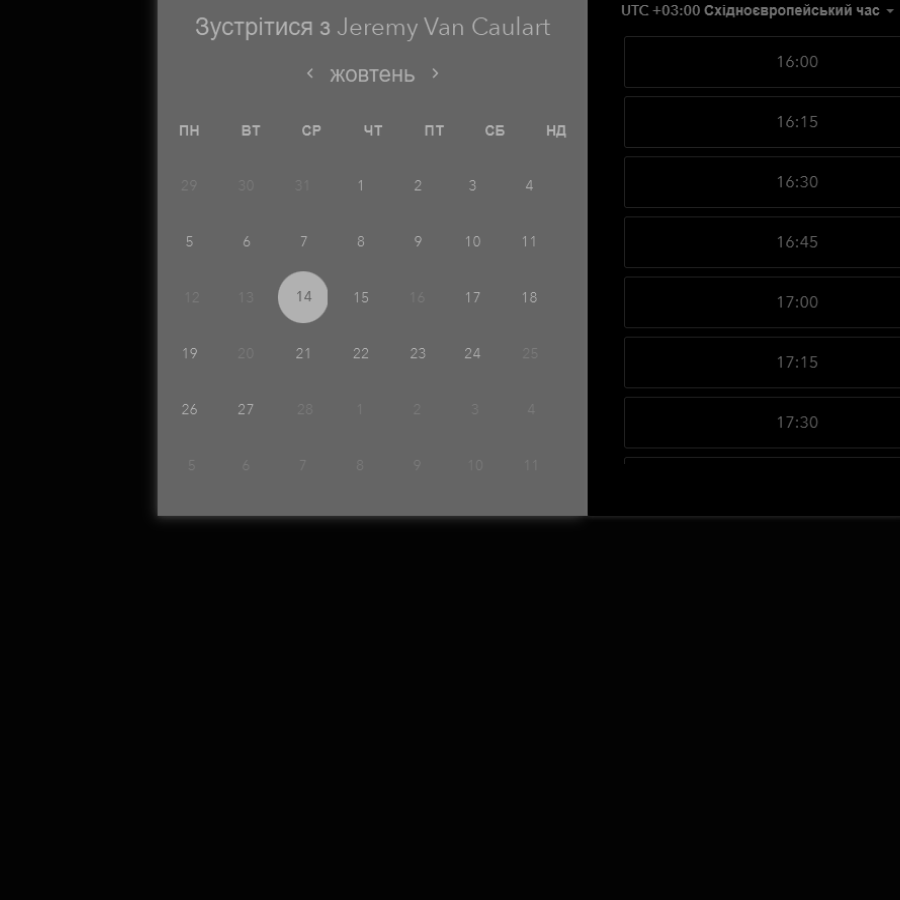 Зустрітися з Jeremy Van Caulart
жовтень
ПН ВТ СР ЧТ ПТ СБ НД
29 30 31 1 2 3 4
5 6 7 8 9 10 11
12 13 14 15 16 17 18
19 20 21 22 23 24 25
26 27 28 1 2 3 4
5 6 7 8 9 10 11
UTC +03:00 Східноєвропейський час
16:00
16:15
16:30
16:45
17:00
17:15
17:30